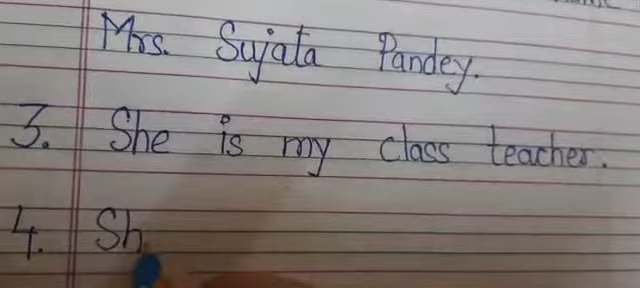 Mrs. Sujata Pandey.
3. She is my class teacher.
4. Sh